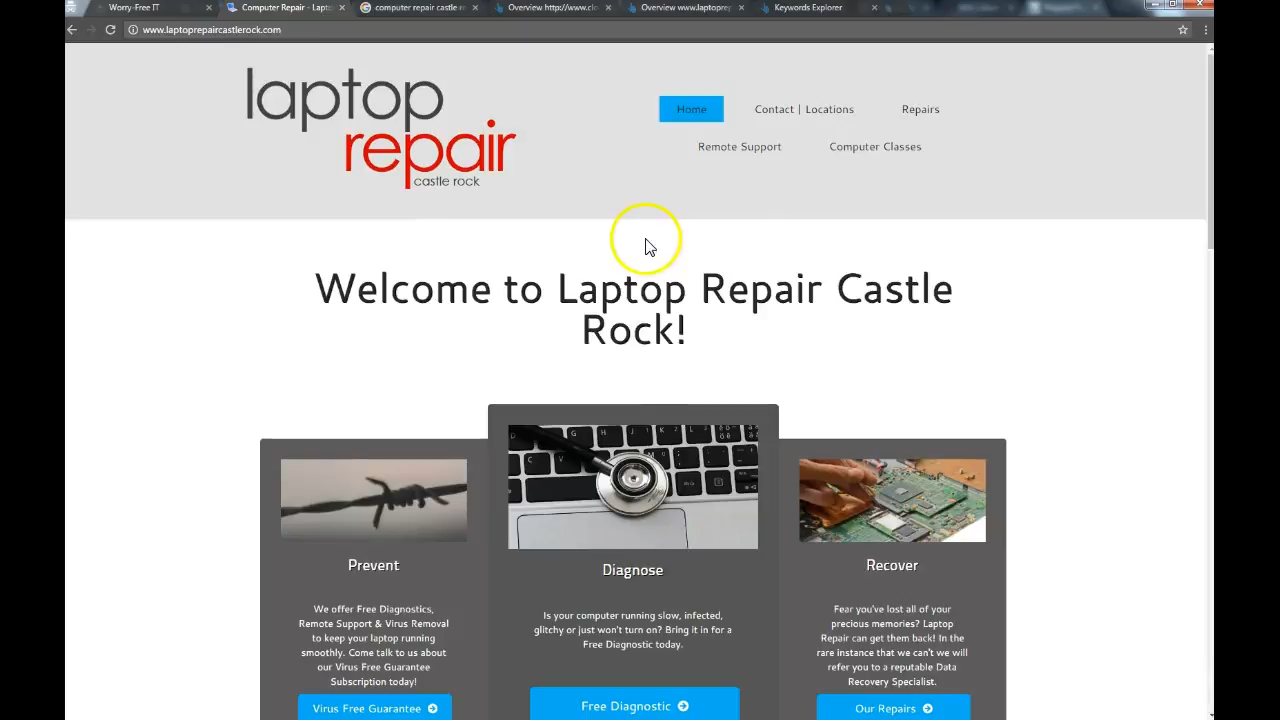 Worry-Free IT
Computer Repair - Lapto
computer repair castle ro
Overview http://www.clo
Overview www.laptoprep
Keywords Explorer
www.laptoprepaircastlerock.com
laptop
repair
castle rock
Home
Contact | Locations
Repairs
Remote Support
Computer Classes
Welcome to Laptop Repair Castle
Rock!
Prevent
We offer Free Diagnostics,
Remote Support & Virus Removal
to keep your laptop running
smoothly. Come talk to us about
our Virus Free Guarantee
Subscription today!
Virus Free Guarantee
Diagnose
Is your computer running slow, infected,
glitchy or just won't turn on? Bring it in for a
Free Diagnostic today.
Free Diagnostic
Recover
Fear you've lost all of your
precious memories? Laptop
Repair can get them back! In the
rare instance that we can't we will
refer you to a reputable Data
Recovery Specialist.
Our Repairs